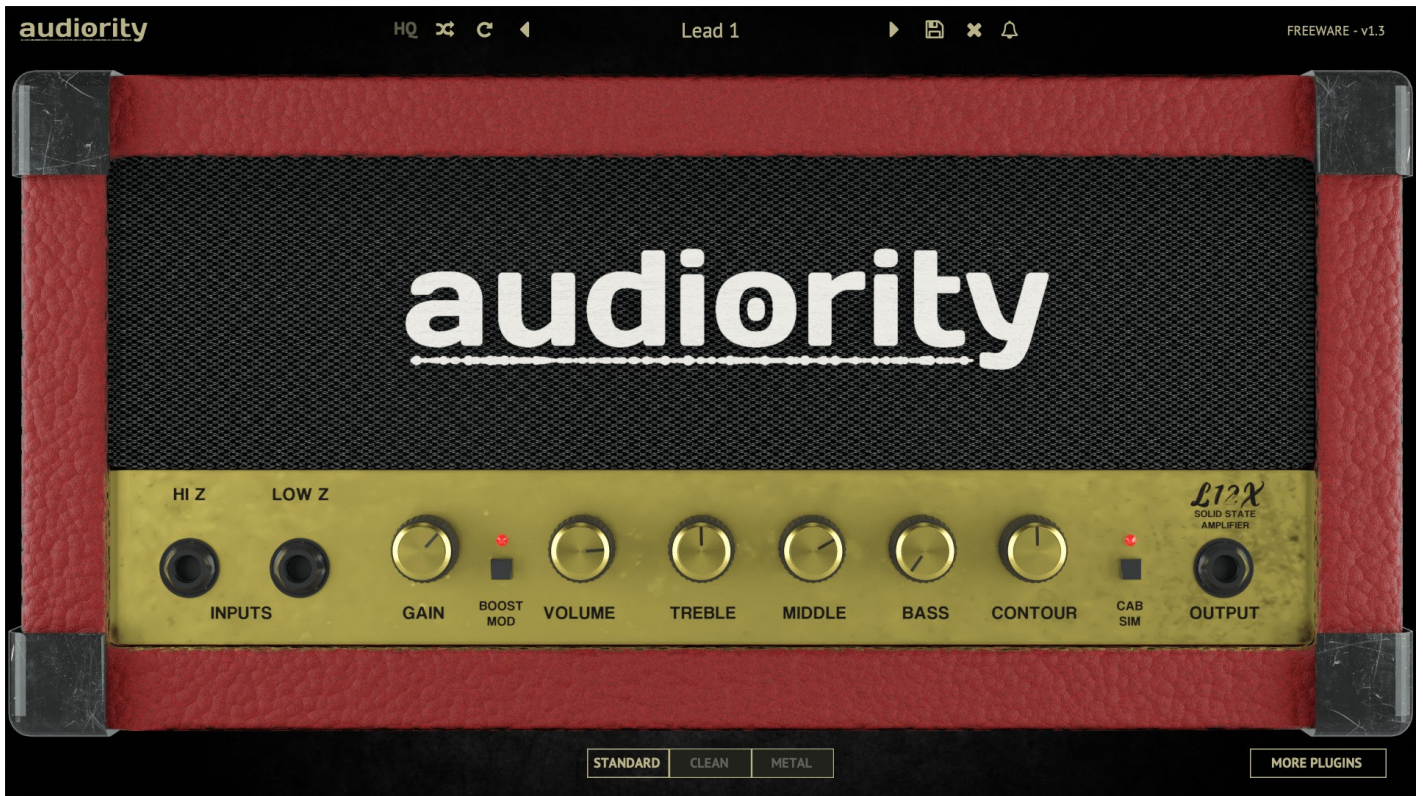 audiority
HQ
Lead 1
FREEWARE - v1.3
audiority
HI Z
LOW Z
L12X
SOLID STATE
AMPLIFIER
INPUTS
GAIN
BOOST
MOD
VOLUME
TREBLE
MIDDLE
BASS
CONTOUR
CAB
SIM
OUTPUT
STANDARD
CLEAN
METAL
MORE PLUGINS